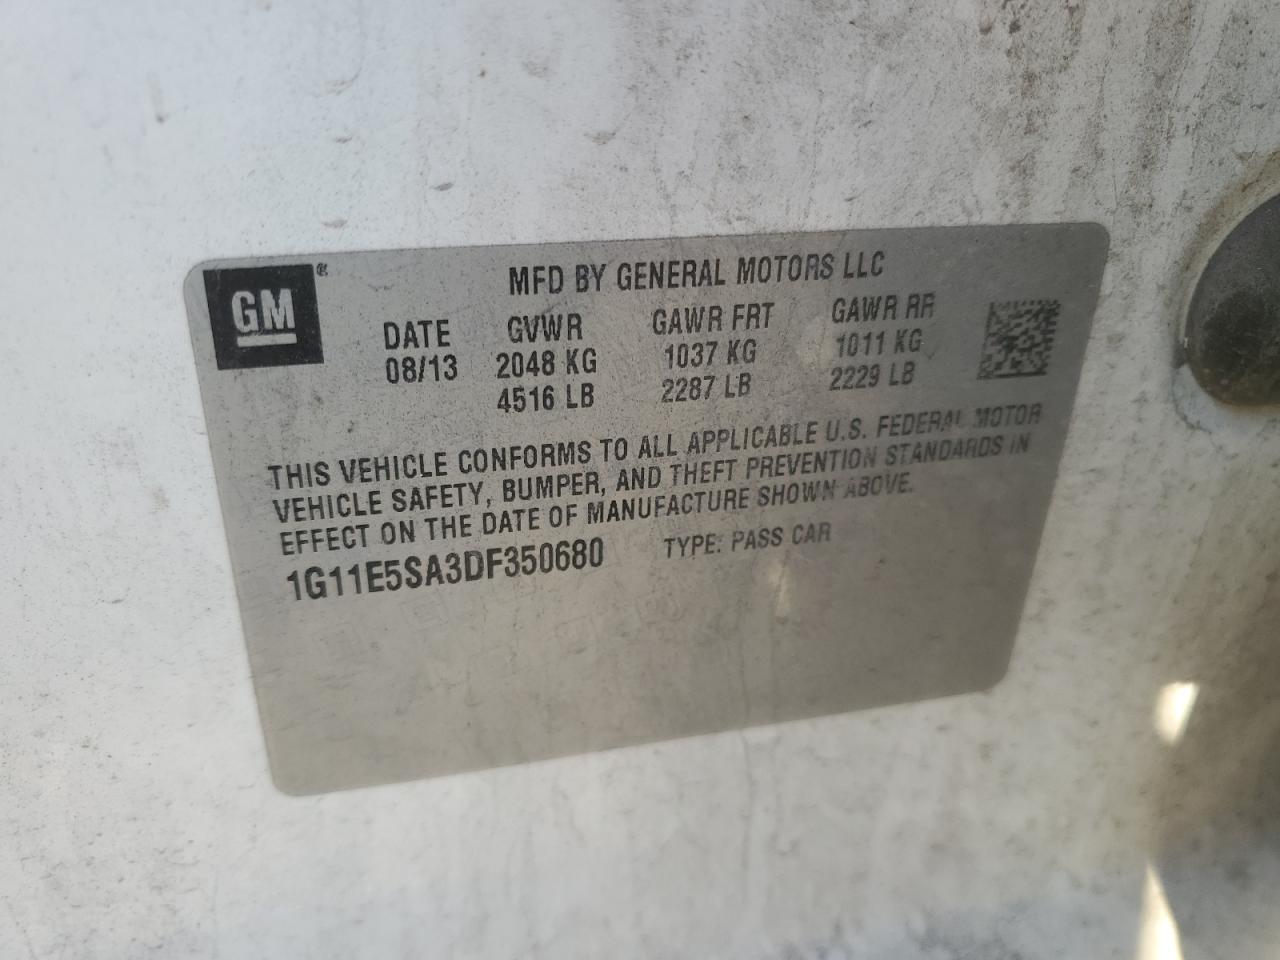 GM®
MFD BY GENERAL MOTORS LLC
DATE GVWR GAWR FRT GAWR RR
08/13 2048 KG 1037 KG 1011 KG
4516 LB 2287 LB 2229 LB
THIS VEHICLE CONFORMS TO ALL APPLICABLE U.S. FEDERAL MOTOR
VEHICLE SAFETY, BUMPER, AND THEFT PREVENTION STANDARDS IN
EFFECT ON THE DATE OF MANUFACTURE SHOWN ABOVE.
1G11E5SA3DF350680 TYPE: PASS CAR